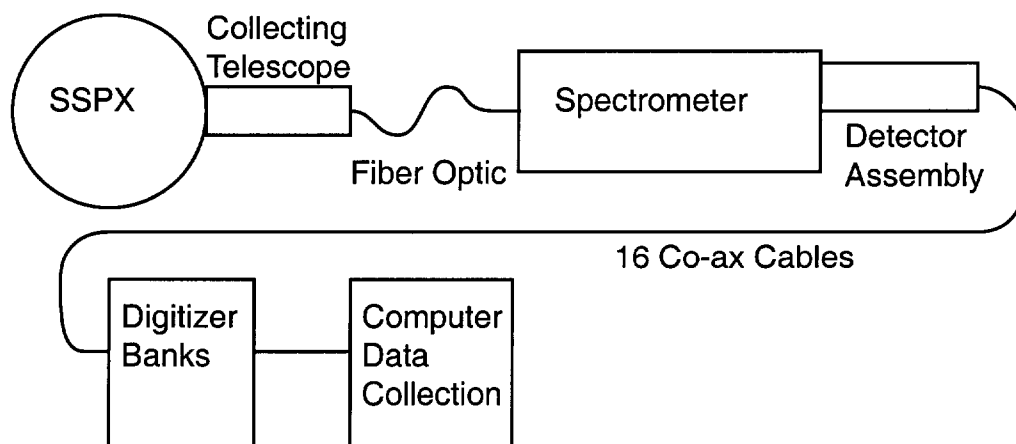 Collecting
Telescope
SSPX
Spectrometer
Fiber Optic
Detector
Assembly
16 Co-ax Cables
Digitizer
Banks
Computer
Data
Collection